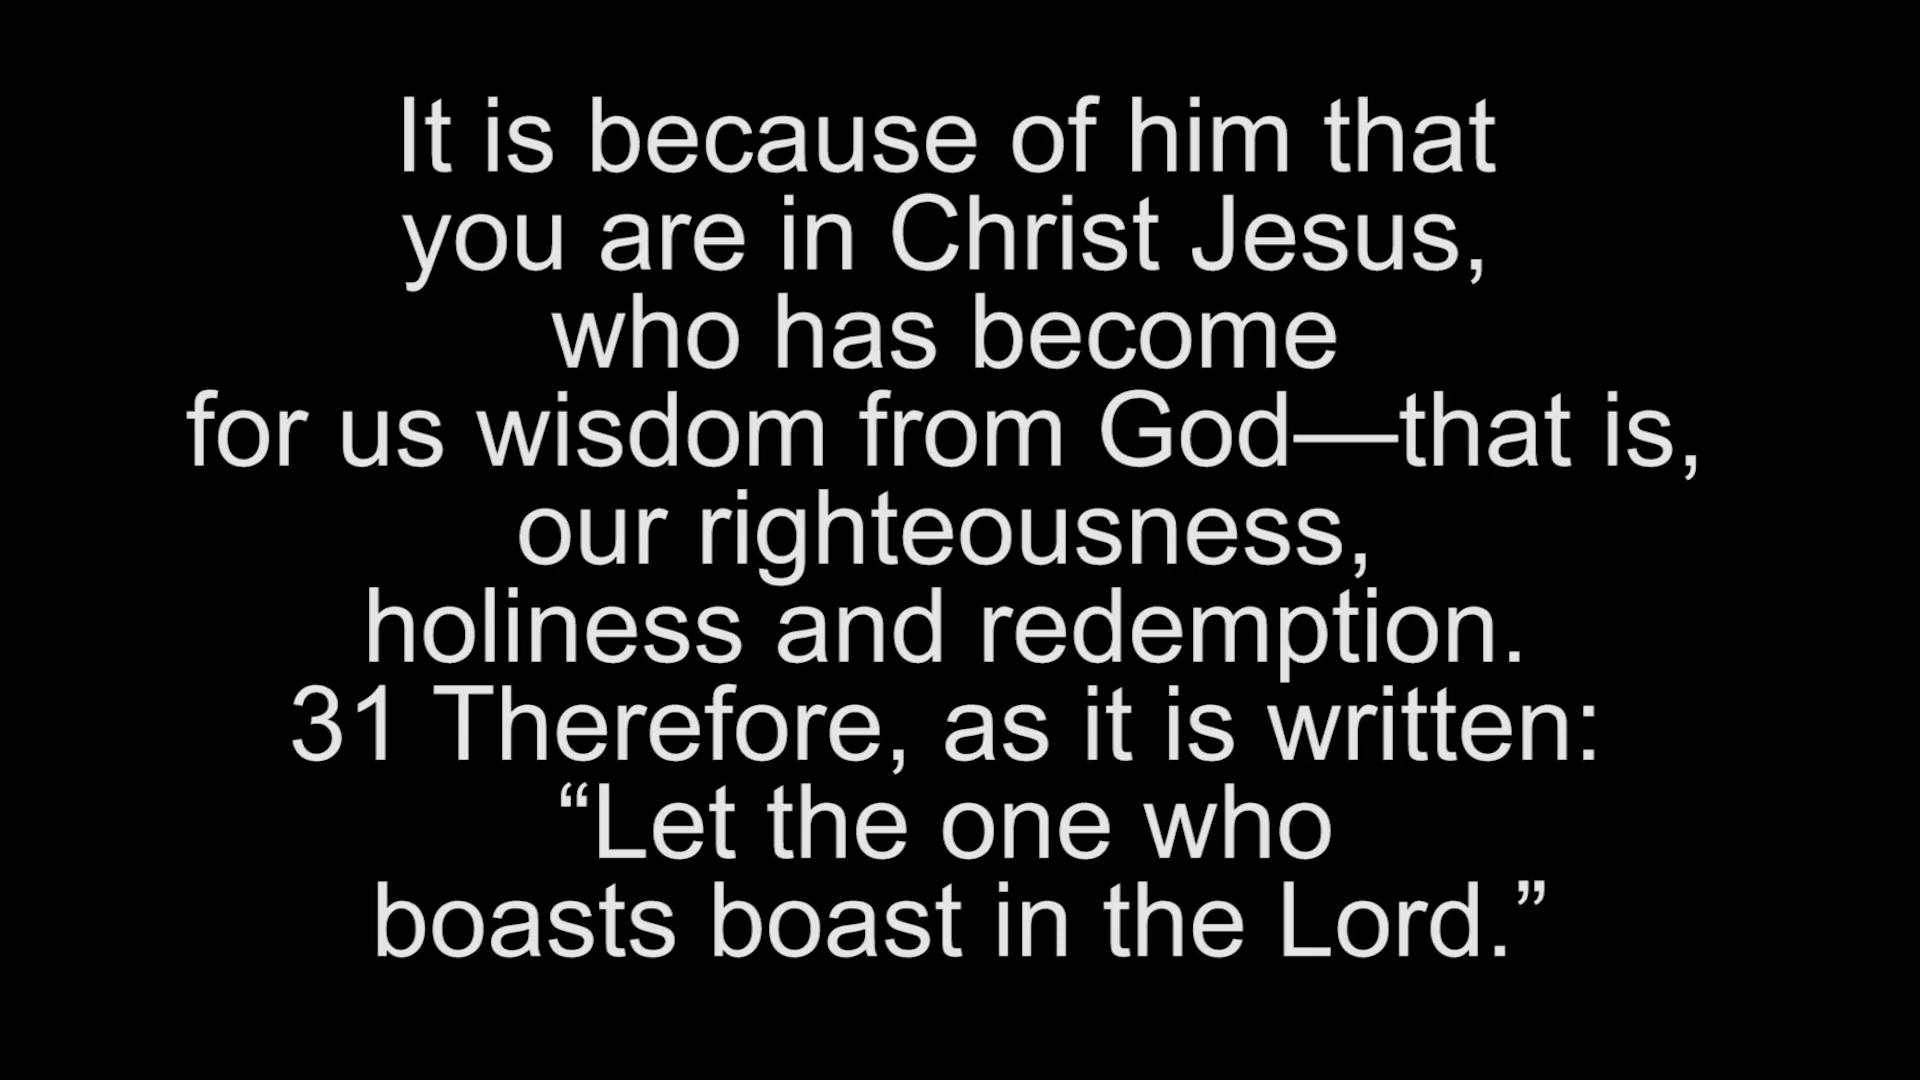 It is because of him that
you are in Christ Jesus,
who has become
for us wisdom from God—that is,
our righteousness,
holiness and redemption.
31 Therefore, as it is written:
“Let the one who
boasts boast in the Lord.”